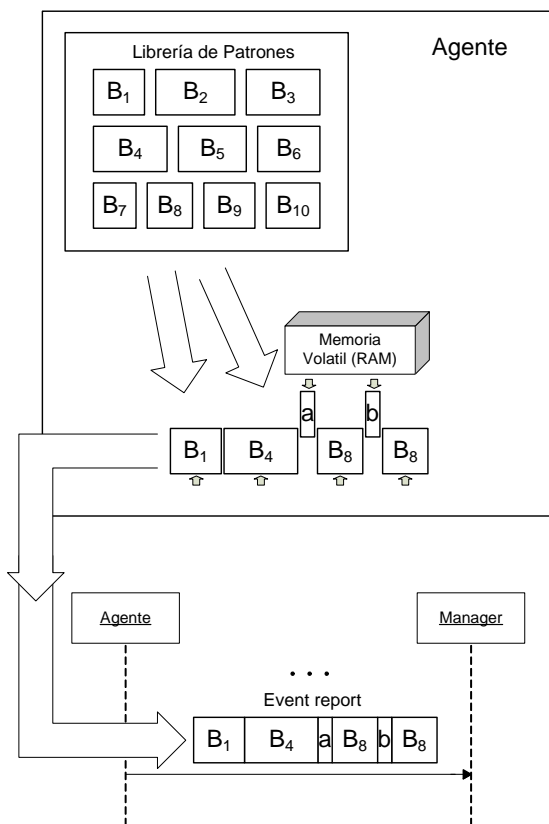 Agente
Librería de Patrones
B1 B2 B3
B4 B5 B6
B7 B8 B9 B10
Memoria
Volatil (RAM)
a b
B1 B4 B8 B8
Agente Manager
. . .
Event report
B1 B4 a B8 b B8